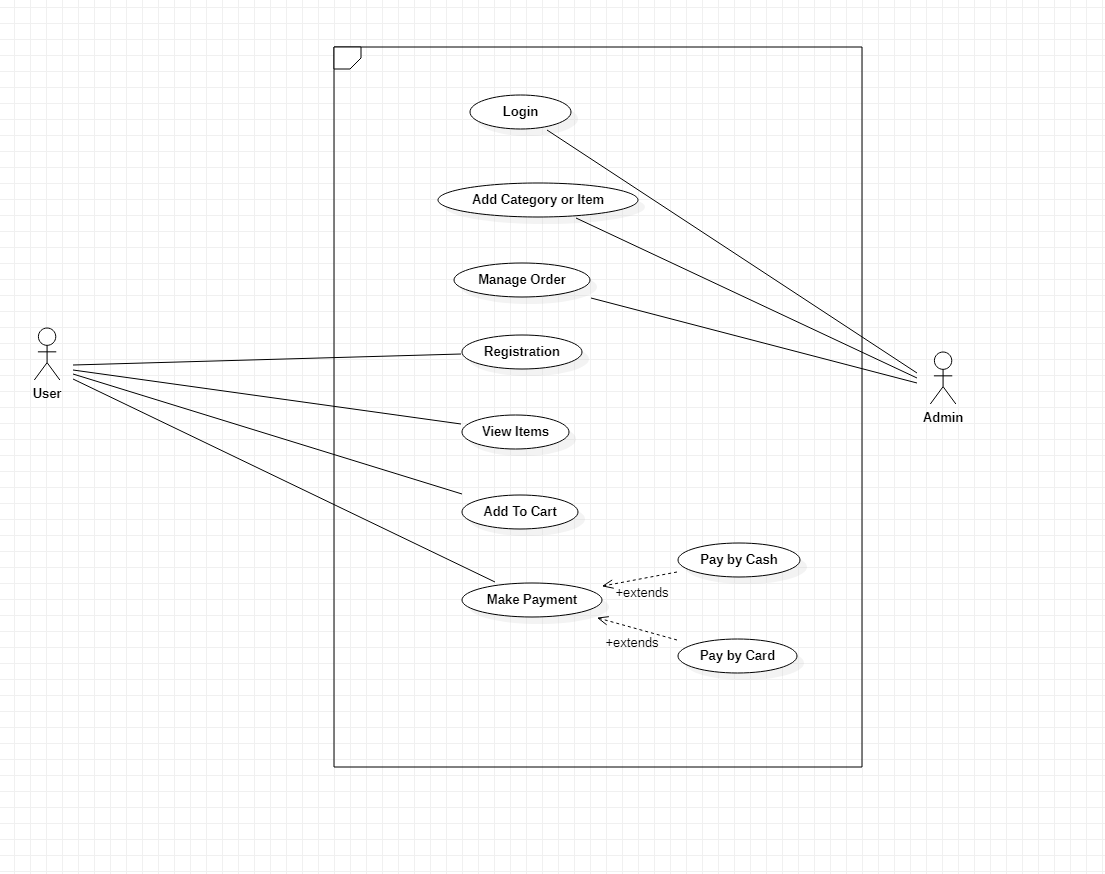 Login
Add Category or Item
Manage Order
Registration
User
View Items
Admin
Add To Cart
Pay by Cash
+extends
Make Payment
+extends
Pay by Card